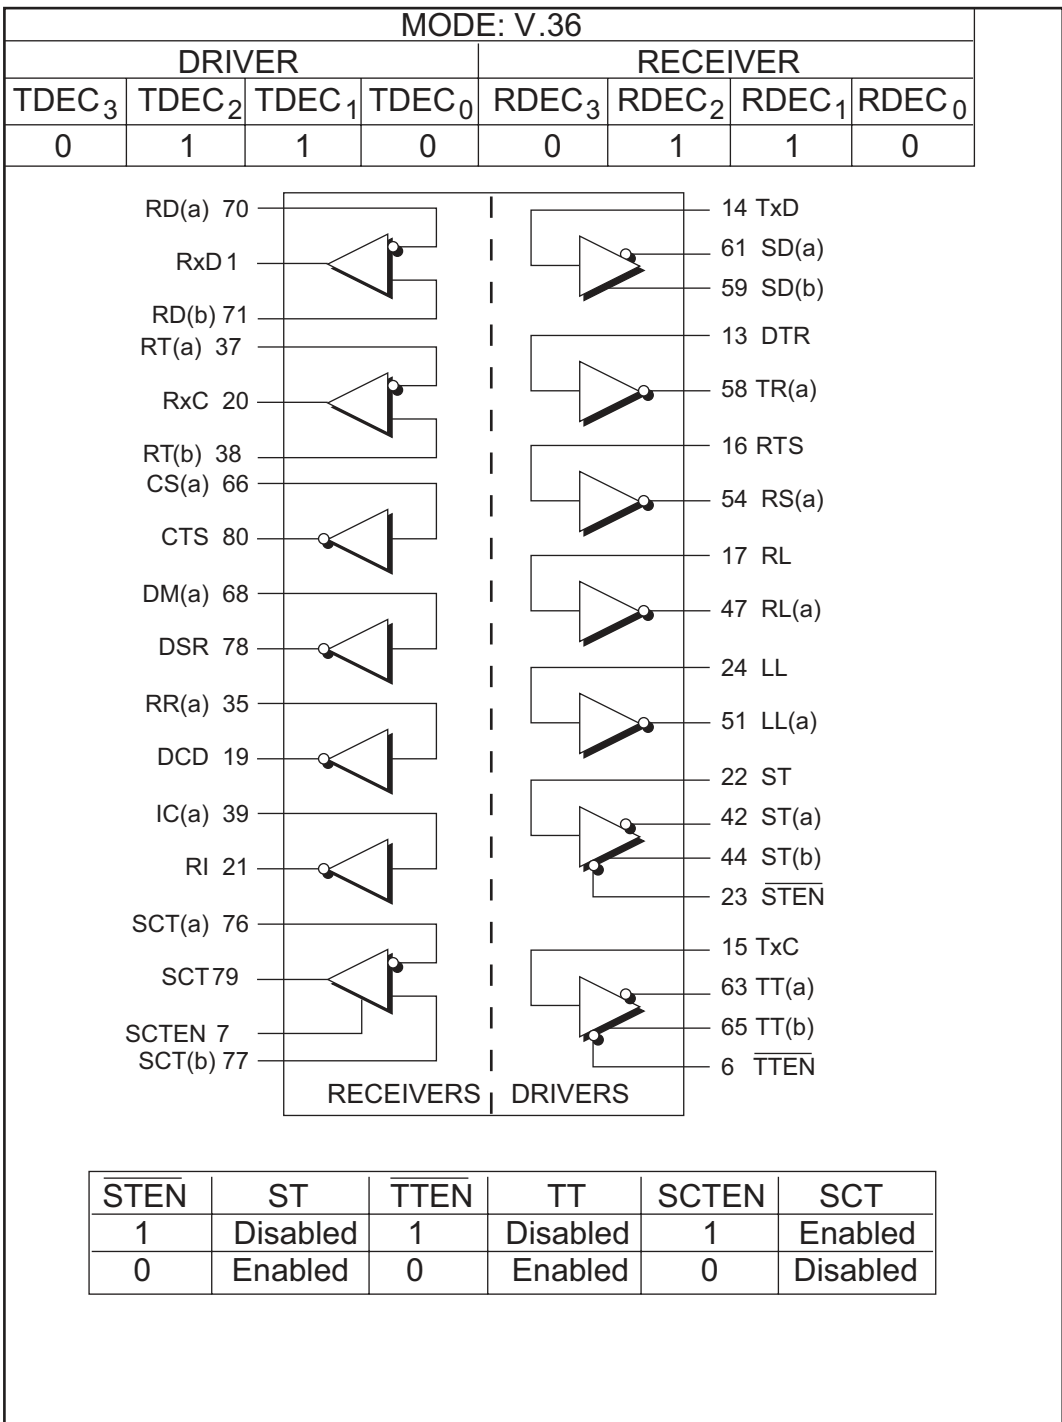 MODE: V.36
DRIVER RECEIVER
TDEC3 TDEC2 TDEC1 TDEC0 RDEC3 RDEC2 RDEC1 RDEC0
0 1 1 0 0 1 1 0
RD(a) 70
RxD 1
RD(b) 71
RT(a) 37
RxC 20
RT(b) 38
CS(a) 66
CTS 80
DM(a) 68
DSR 78
RR(a) 35
DCD 19
IC(a) 39
RI 21
SCT(a) 76
SCT 79
SCTEN 7
SCT(b) 77
14 TxD
61 SD(a)
59 SD(b)
13 DTR
58 TR(a)
16 RTS
54 RS(a)
17 RL
47 RL(a)
24 LL
51 LL(a)
22 ST
42 ST(a)
44 ST(b)
23 S̅T̅E̅N̅
15 TxC
63 TT(a)
65 TT(b)
6 T̅T̅E̅N̅
RECEIVERS DRIVERS
S̅T̅E̅N̅ ST T̅T̅E̅N̅ TT SCTEN SCT
1 Disabled 1 Disabled 1 Enabled
0 Enabled 0 Enabled 0 Disabled